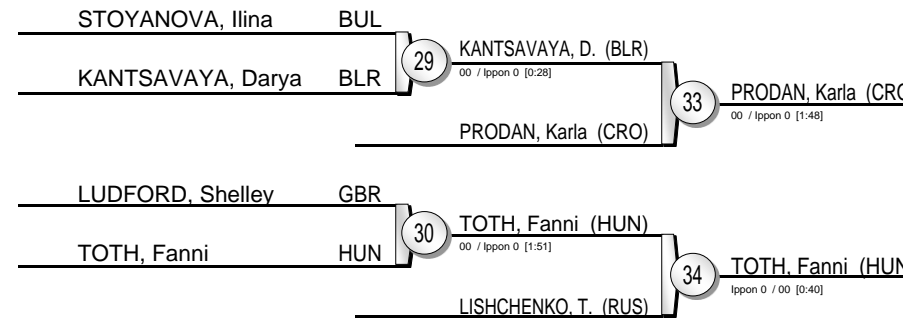 STOYANOVA, Ilina BUL
29
KANTSAVAYA, D. (BLR)
00 / Ippon 0 [0:28]
KANTSAVAYA, Darya BLR
33
PRODAN, Karla (CRO
00 / Ippon 0 [1:48]
PRODAN, Karla (CRO)
LUDFORD, Shelley GBR
30
TOTH, Fanni (HUN)
00 / Ippon 0 [1:51]
TOTH, Fanni HUN
34
TOTH, Fanni (HUN
Ippon 0 / 00 [0:40]
LISHCHENKO, T. (RUS)